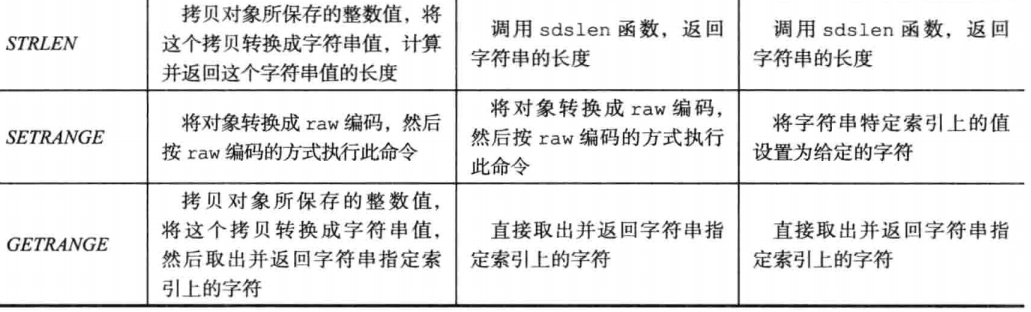 STRLEN
拷贝对象所保存的整数值，将
这个拷贝转换成字符串值，计算
并返回这个字符串值的长度
调用 sdslen 函数，返回
字符串的长度
调用 sdslen 函数，返回
字符串的长度
SETRANGE
将对象转换成 raw 编码，然后
按 raw 编码的方式执行此命令
将对象转换成 raw 编码，
然后按 raw 编码的方式执行
此命令
将字符串特定索引上的值
设置为给定的字符
GETRANGE
拷贝对象所保存的整数值，
将这个拷贝转换成字符串值，
然后取出并返回字符串指定索
引上的字符
直接取出并返回字符串指
定索引上的字符
直接取出并返回字符串指
定索引上的字符